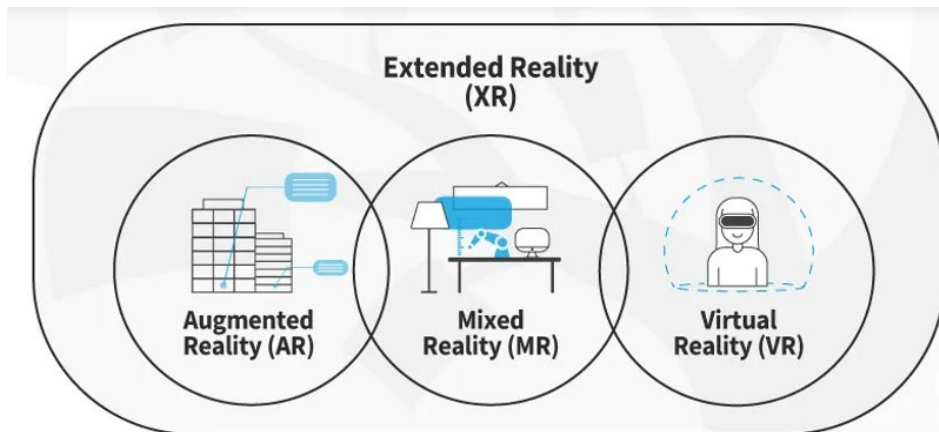 Extended Reality
(XR)
Augmented
Reality (AR)
Mixed
Reality (MR)
Virtual
Reality (VR)